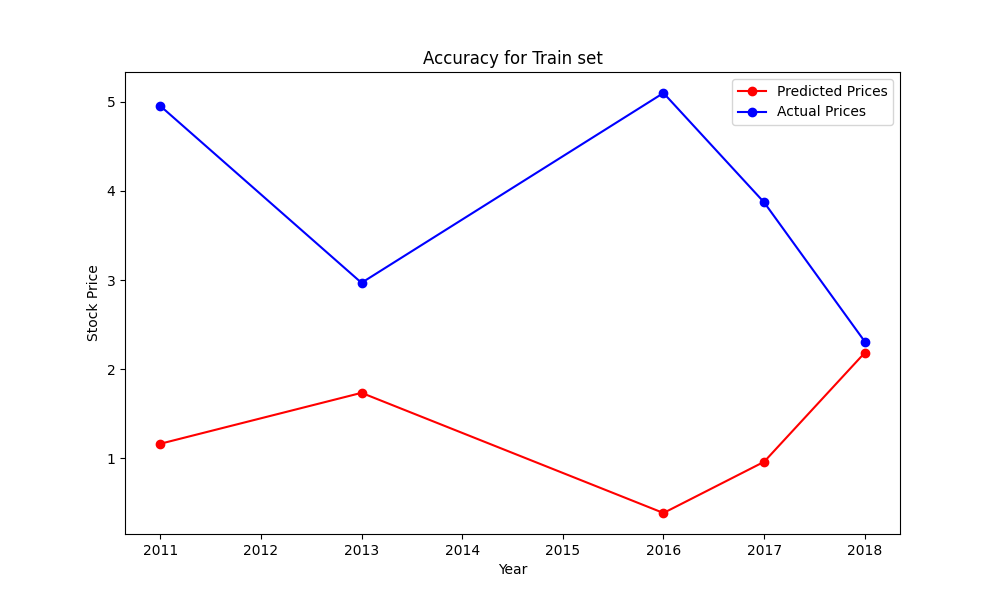 Accuracy for Train set
Predicted Prices
Actual Prices
Stock Price
5
4
3
2
1
2011 2012 2013 2014 2015 2016 2017 2018
Year